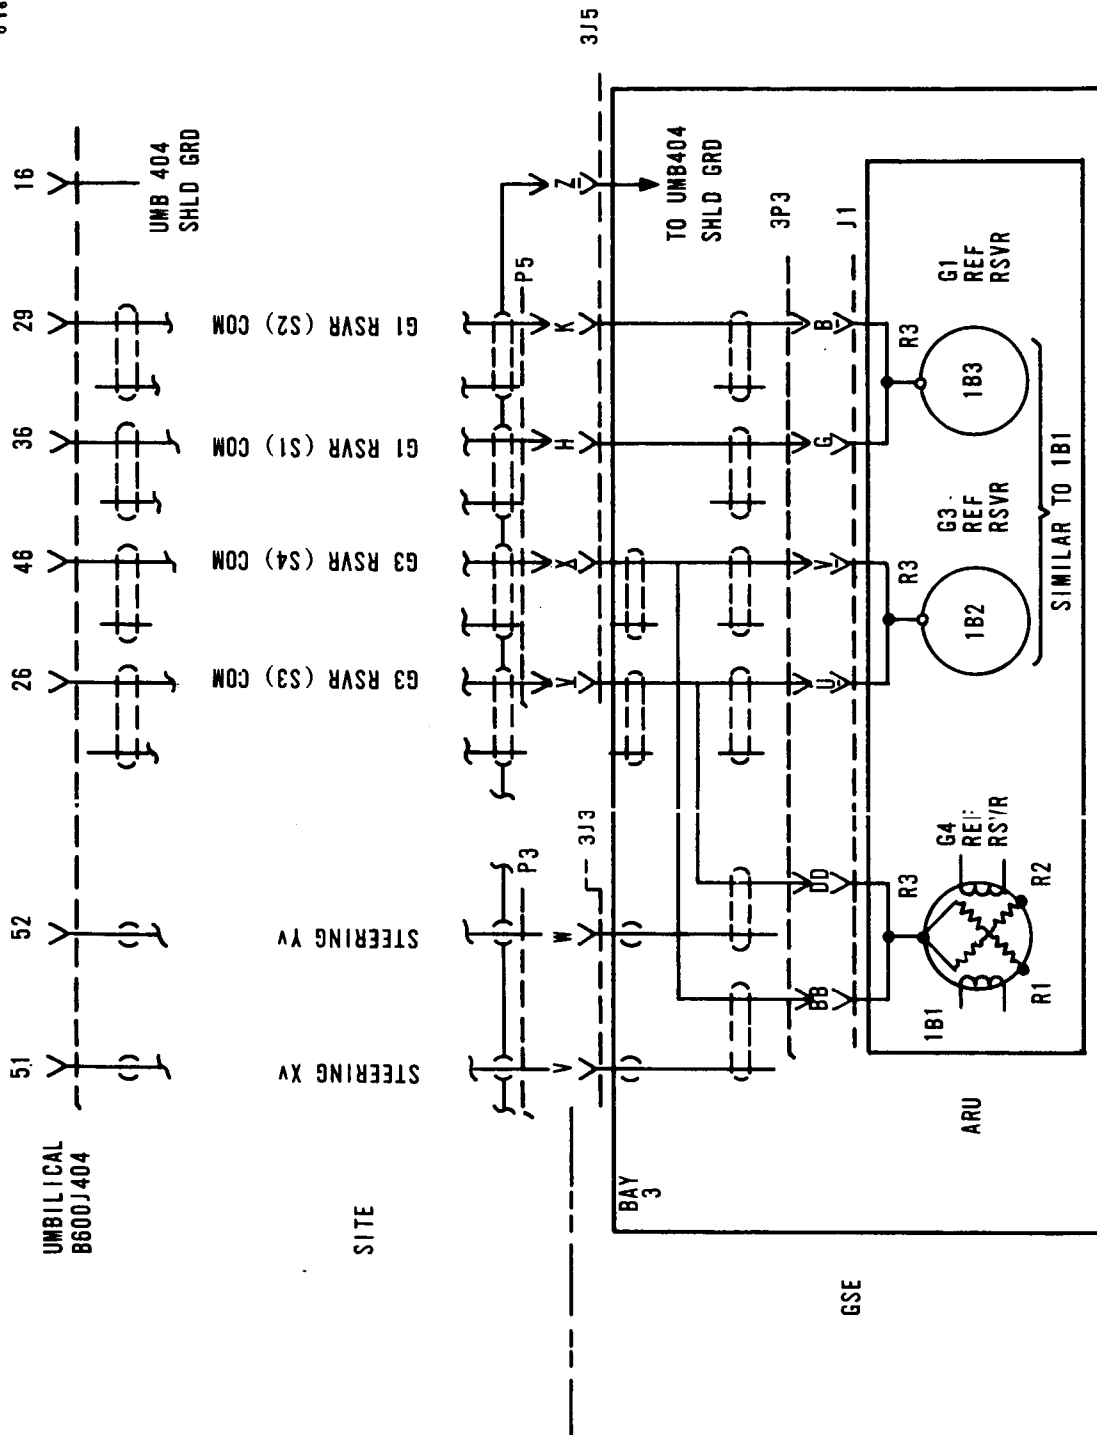 3J5
51
52
26
46
36
29
16
UMBILICAL
B600J404
UMB 404
SHLD GRD
STEERING Xv
STEERING Yv
G3 RSVR (S3) COM
G3 RSVR (S4) COM
G1 RSVR (S1) COM
G1 RSVR (S2) COM
SITE
P3
P5
3J3
V
W
Y
X
H
K
Z
BAY
3
TO UMB404
SHLD GRD
3P3
J1
BB
DD
U
V
G
B
GSE
ARU
1B1
R1
R2
R3
G4
REF
RSVR
1B2
R3
G3
REF
RSVR
1B3
R3
G1
REF
RSVR
SIMILAR TO 1B1